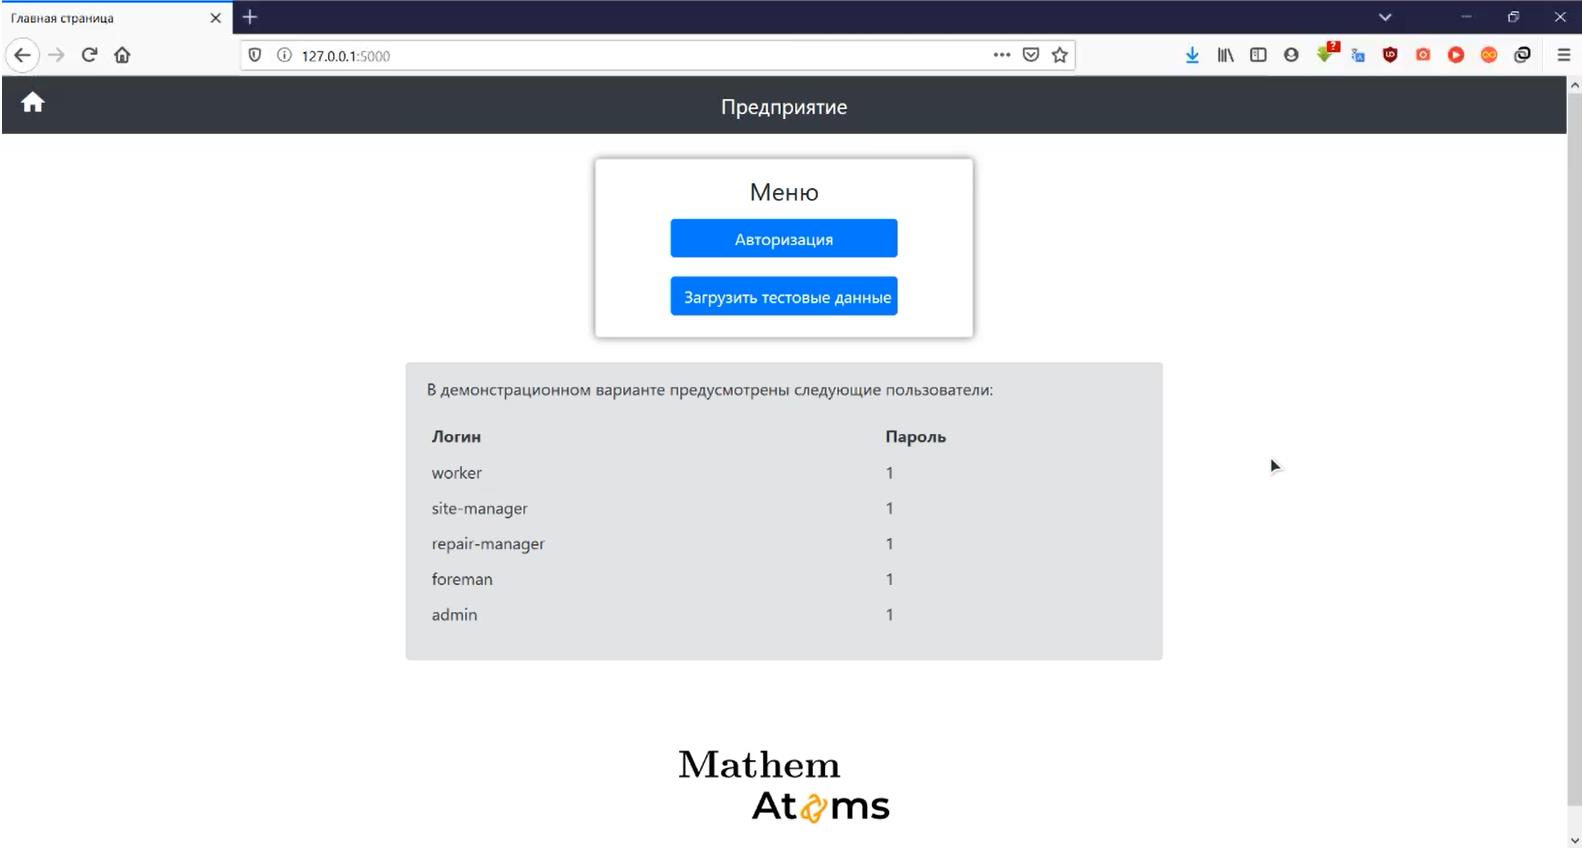 Главная страница
127.0.0.1:5000
?
Предприятие
Меню
Авторизация
Загрузить тестовые данные
В демонстрационном варианте предусмотрены следующие пользователи:
Логин Пароль
worker 1
site-manager 1
repair-manager 1
foreman 1
admin 1
Mathem
Atoms